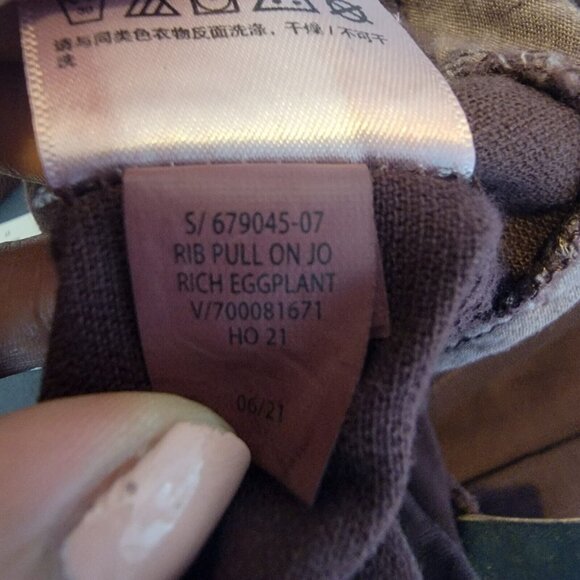 请与同类色衣物反面洗涤，干燥/不可干
洗
S/ 679045-07
RIB PULL ON JO
RICH EGGPLANT
V/700081671
HO 21
06/21